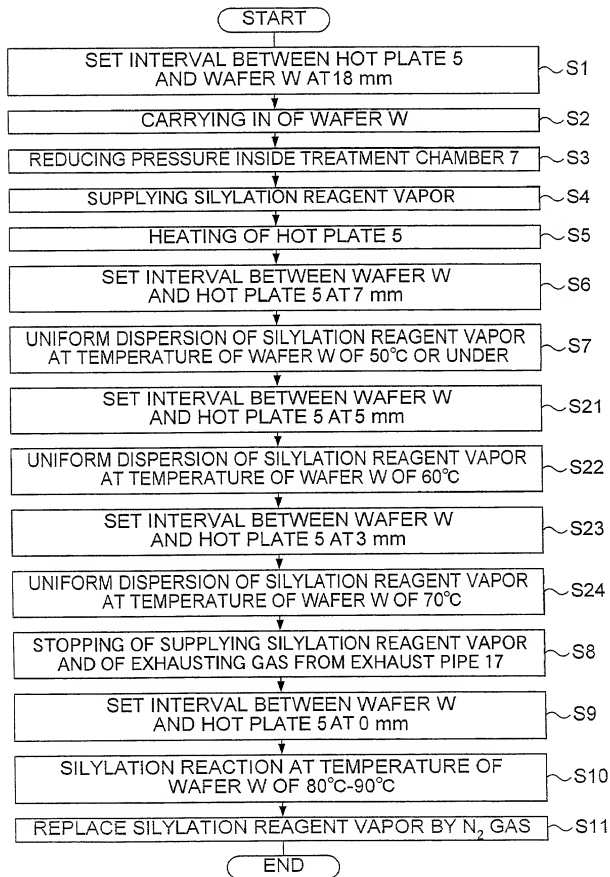 START
SET INTERVAL BETWEEN HOT PLATE 5
AND WAFER W AT 18 mm
S1
CARRYING IN OF WAFER W
S2
REDUCING PRESSURE INSIDE TREATMENT CHAMBER 7
S3
SUPPLYING SILYLATION REAGENT VAPOR
S4
HEATING OF HOT PLATE 5
S5
SET INTERVAL BETWEEN WAFER W
AND HOT PLATE 5 AT 7 mm
S6
UNIFORM DISPERSION OF SILYLATION REAGENT VAPOR
AT TEMPERATURE OF WAFER W OF 50°C OR UNDER
S7
SET INTERVAL BETWEEN WAFER W
AND HOT PLATE 5 AT 5 mm
S21
UNIFORM DISPERSION OF SILYLATION REAGENT VAPOR
AT TEMPERATURE OF WAFER W OF 60°C
S22
SET INTERVAL BETWEEN WAFER W
AND HOT PLATE 5 AT 3 mm
S23
UNIFORM DISPERSION OF SILYLATION REAGENT VAPOR
AT TEMPERATURE OF WAFER W OF 70°C
S24
STOPPING OF SUPPLYING SILYLATION REAGENT VAPOR
AND OF EXHAUSTING GAS FROM EXHAUST PIPE 17
S8
SET INTERVAL BETWEEN WAFER W
AND HOT PLATE 5 AT 0 mm
S9
SILYLATION REACTION AT TEMPERATURE OF
WAFER W OF 80°C-90°C
S10
REPLACE SILYLATION REAGENT VAPOR BY N₂ GAS
S11
END